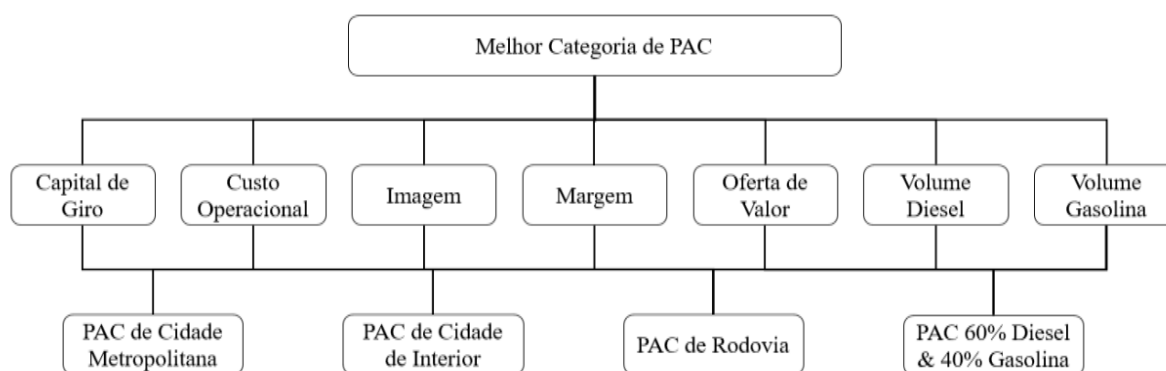 Melhor Categoria de PAC
Capital de
Giro
Custo
Operacional
Imagem
Margem
Oferta de
Valor
Volume
Diesel
Volume
Gasolina
PAC de Cidade
Metropolitana
PAC de Cidade
de Interior
PAC de Rodovia
PAC 60% Diesel
& 40% Gasolina